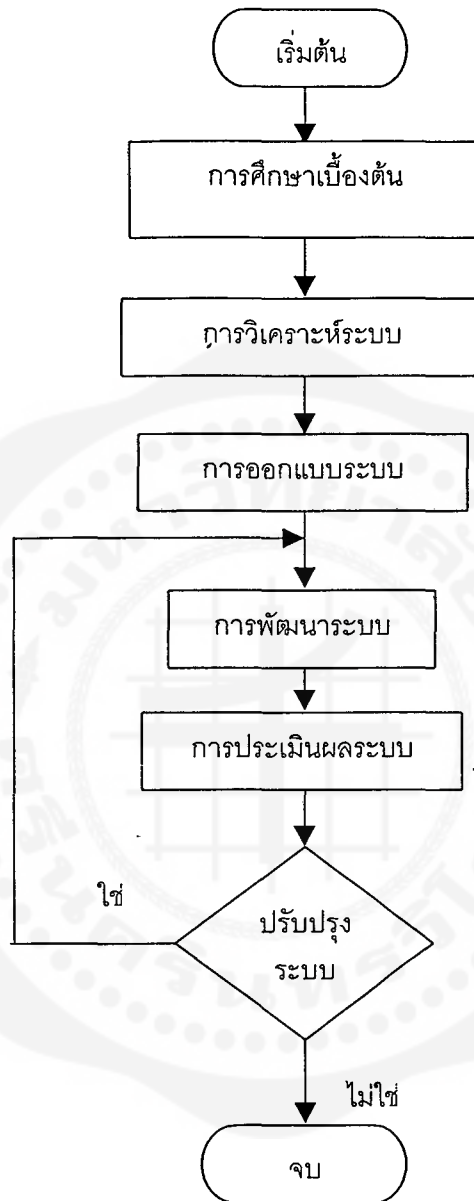 เริ่มต้น
การศึกษาเบื้องต้น
การวิเคราะห์ระบบ
การออกแบบระบบ
การพัฒนาระบบ
การประเมินผลระบบ
ใช่
ปรับปรุง
ระบบ
ไม่ใช่
จบ